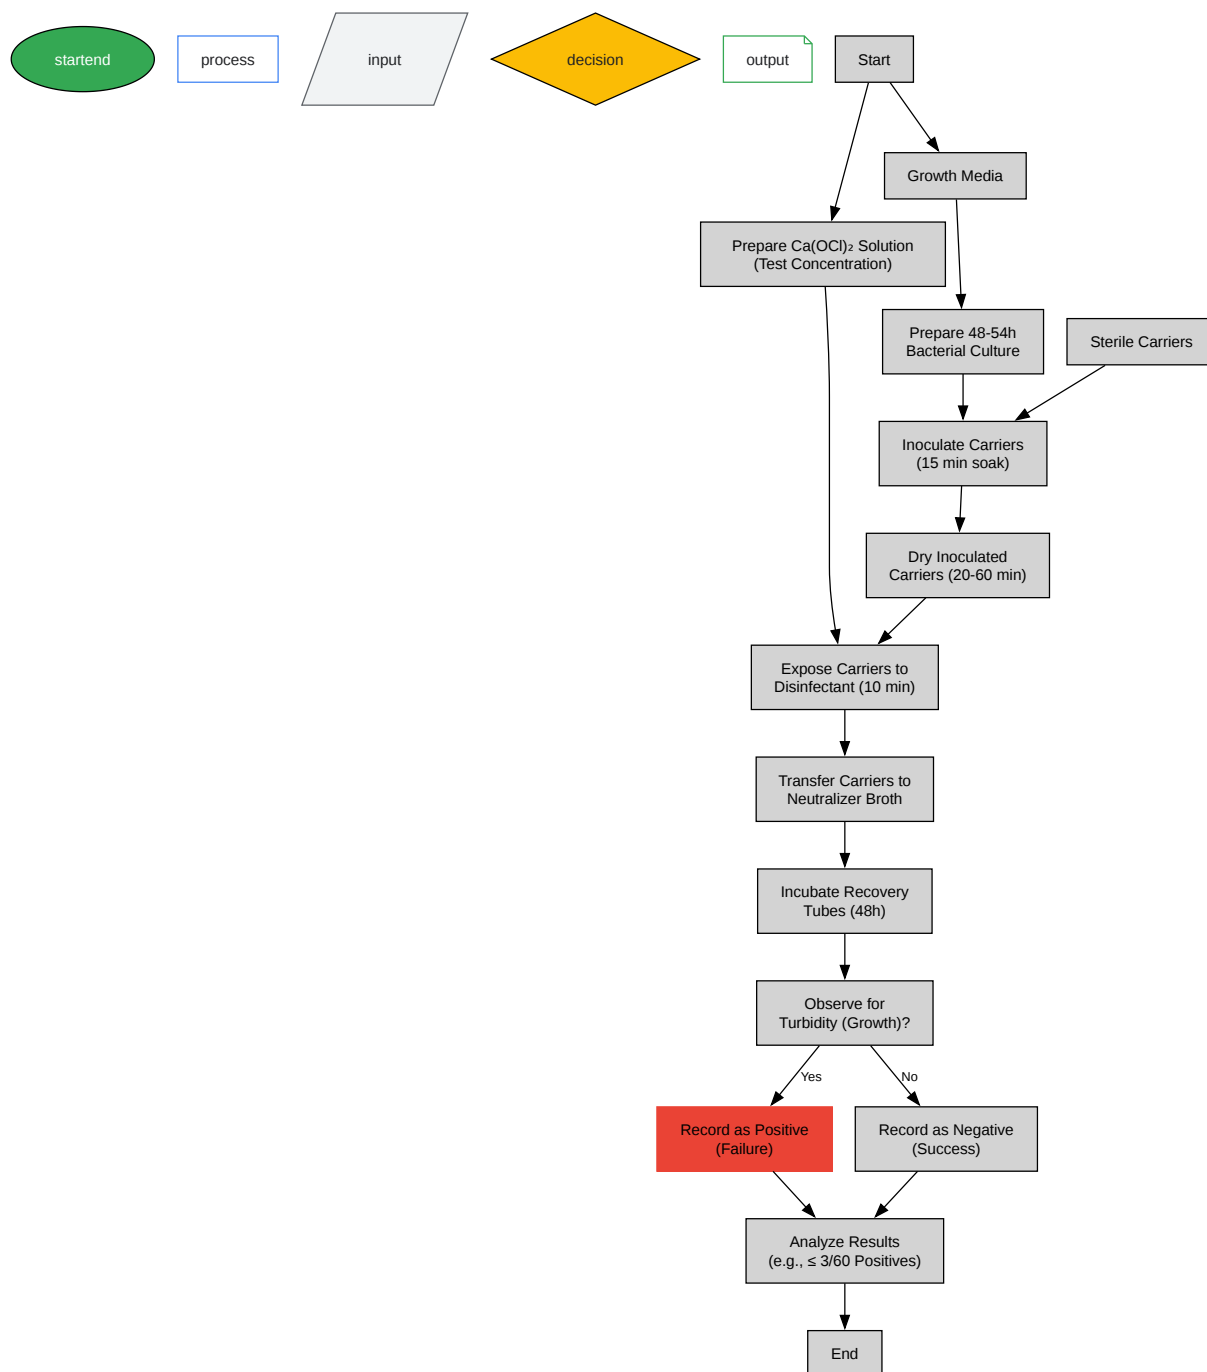 startend
process
input
decision
output
Start
Growth Media
Prepare Ca(OCl)₂ Solution
(Test Concentration)
Prepare 48-54h
Bacterial Culture
Sterile Carriers
Inoculate Carriers
(15 min soak)
Dry Inoculated
Carriers (20-60 min)
Expose Carriers to
Disinfectant (10 min)
Transfer Carriers to
Neutralizer Broth
Incubate Recovery
Tubes (48h)
Observe for
Turbidity (Growth)?
Yes
No
Record as Positive
(Failure)
Record as Negative
(Success)
Analyze Results
(e.g., ≤ 3/60 Positives)
End